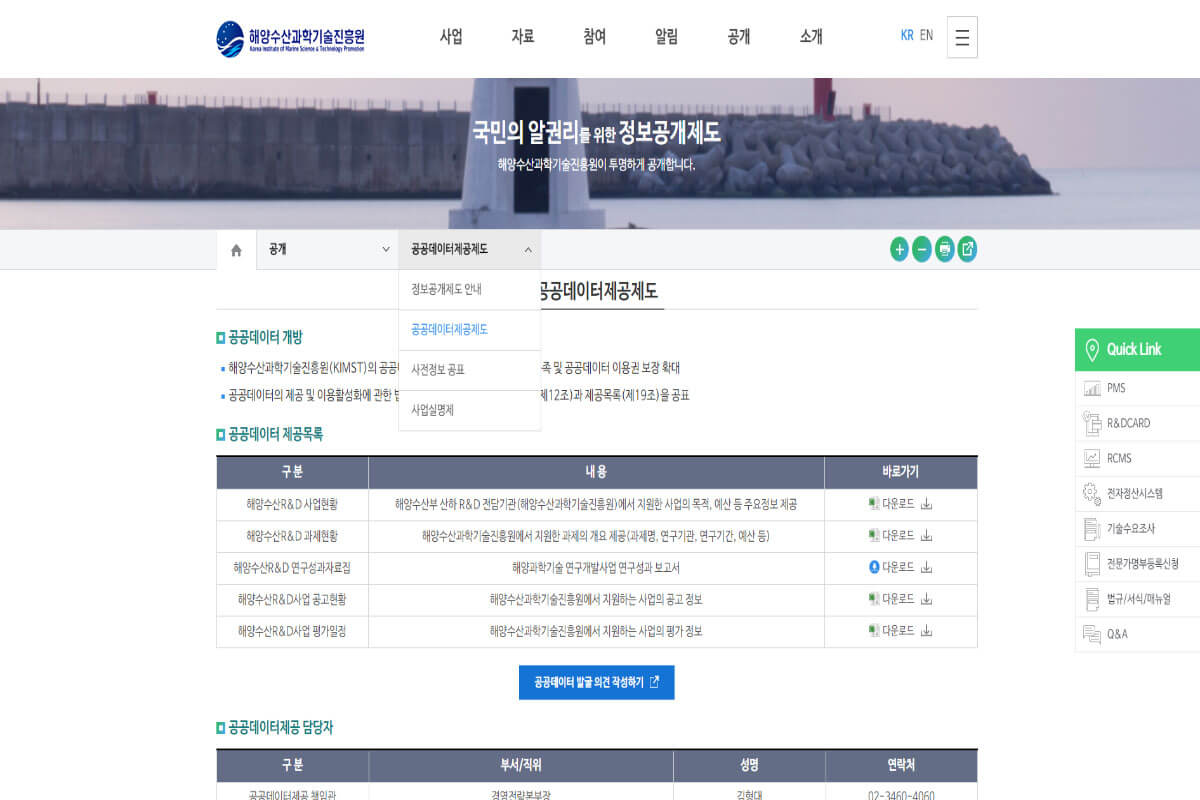 해양수산과학기술진흥원
Korea Institute of Marine Science & Technology Promotion
사업 자료 참여 알림 공개 소개
KR EN
국민의 알권리를 위한 정보공개제도
해양수산과학기술진흥원이 투명하게 공개합니다.
공개
공공데이터제공제도
정보공개제도 안내
공공데이터제공제도
사전정보 공표
사업실명제
공공데이터제공제도
공공데이터 개방
해양수산과학기술진흥원(KIMST)의 공공 족 및 공공데이터 이용권 보장 확대
공공데이터의 제공 및 이용활성화에 관한 제12조)과 제공목록(제19조)을 공표
공공데이터 제공목록
구 분 내 용 바로가기
해양수산R&D 사업현황 해양수산부 산하 R&D 전담기관(해양수산과학기술진흥원)에서 지원한 사업의 목적, 예산 등 주요정보 제공 다운로드
해양수산R&D 과제현황 해양수산과학기술진흥원에서 지원한 과제의 개요 제공(과제명, 연구기관, 연구기간, 예산 등) 다운로드
해양수산R&D 연구성과자료집 해양과학기술 연구개발사업 연구성과 보고서 다운로드
해양수산R&D사업 공고현황 해양수산과학기술진흥원에서 지원하는 사업의 공고 정보 다운로드
해양수산R&D사업 평가일정 해양수산과학기술진흥원에서 지원하는 사업의 평가 정보 다운로드
공공데이터 발굴 의견 작성하기
공공데이터제공 담당자
구 분 부서/직위 성명 연락처
공공데이터제공 책임관 경영전략본부장 김형대 02-3460-4060
Quick Link
PMS
R&DCARD
RCMS
전자정산시스템
기술수요조사
전문가명부등록신청
법규/서식/매뉴얼
Q&A